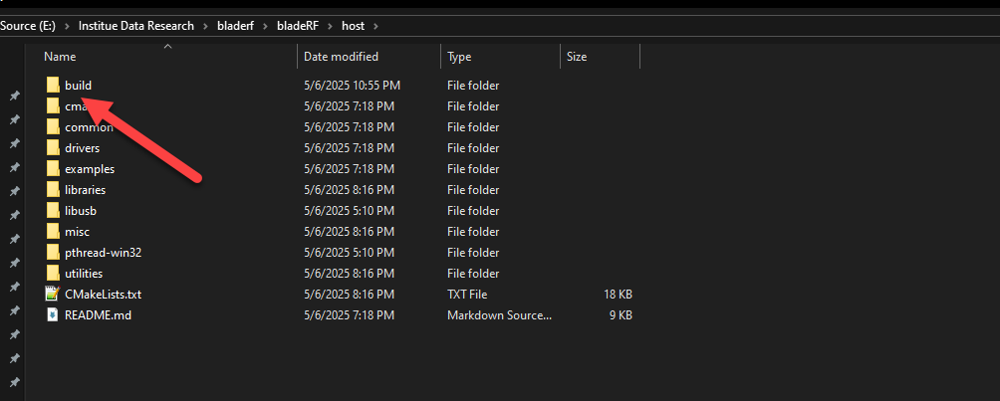 Source (E:) > Institue Data Research > bladerf > bladeRF > host >
Name Date modified Type Size
build 5/6/2025 10:55 PM File folder
5/6/2025 7:18 PM File folder
common 5/6/2025 7:18 PM File folder
drivers 5/6/2025 7:18 PM File folder
examples 5/6/2025 7:18 PM File folder
libraries 5/6/2025 8:16 PM File folder
libusb 5/6/2025 5:10 PM File folder
misc 5/6/2025 8:16 PM File folder
pthread-win32 5/6/2025 5:10 PM File folder
utilities 5/6/2025 8:16 PM File folder
CMakeLists.txt 5/6/2025 8:16 PM TXT File 18 KB
README.md 5/6/2025 7:18 PM Markdown Source... 9 KB